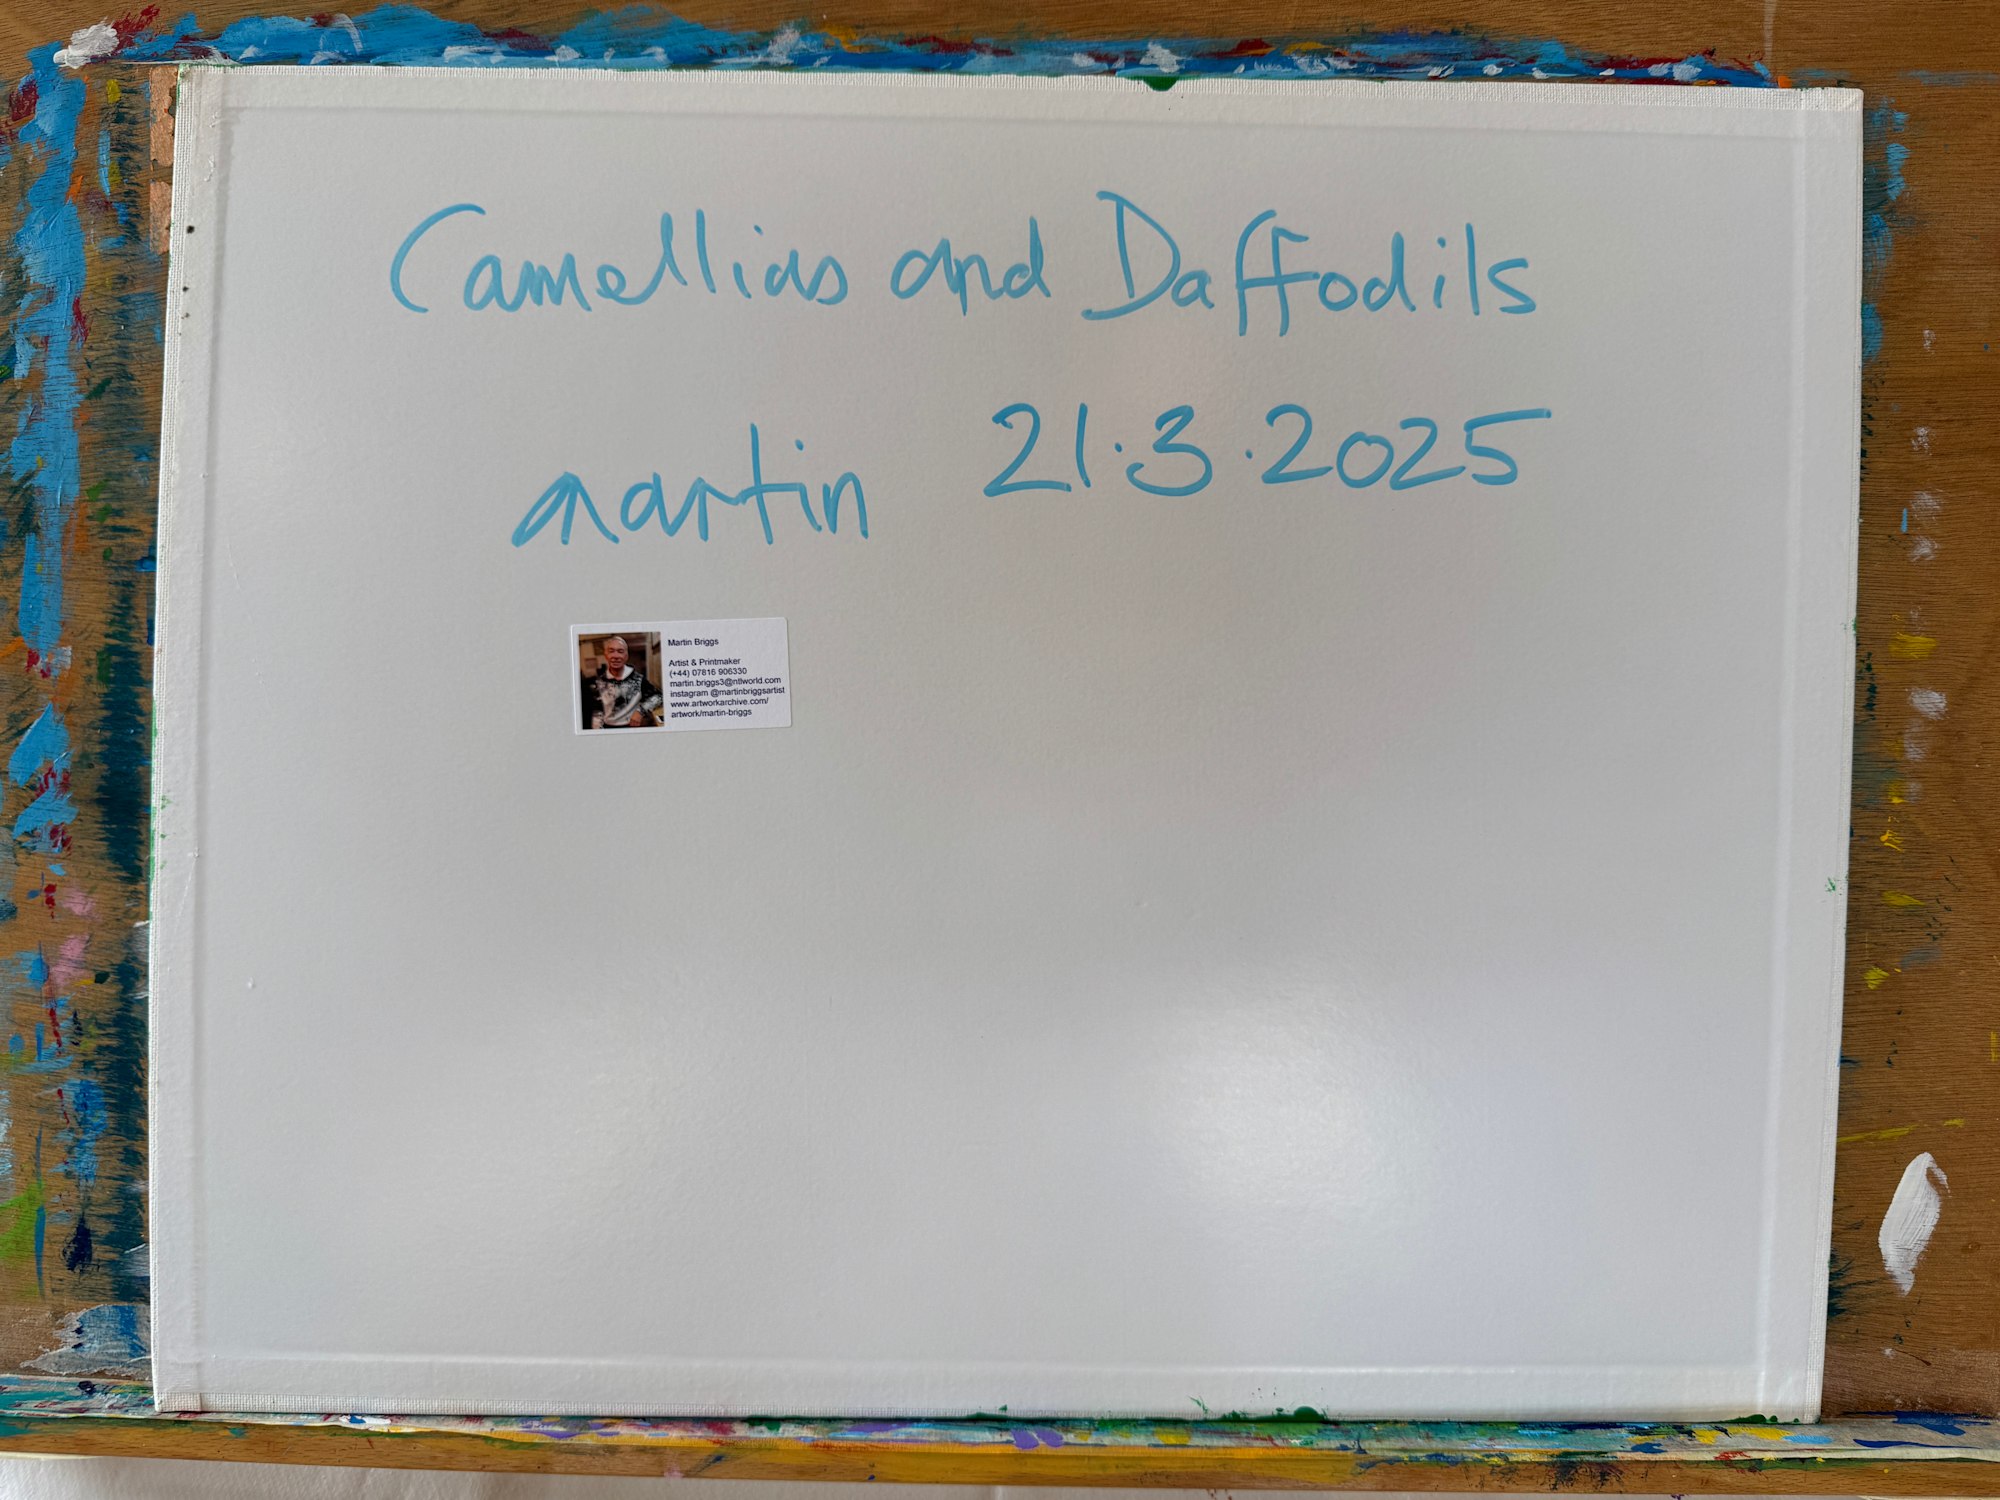 Camellias and Daffodils
martin 21.3.2025
Martin Briggs
Artist & Printmaker
(+44) 07816 906330
martin.briggs3@ntlworld.com
instagram @martinbriggsartist
www.artworkarchive.com/
artwork/martin-briggs